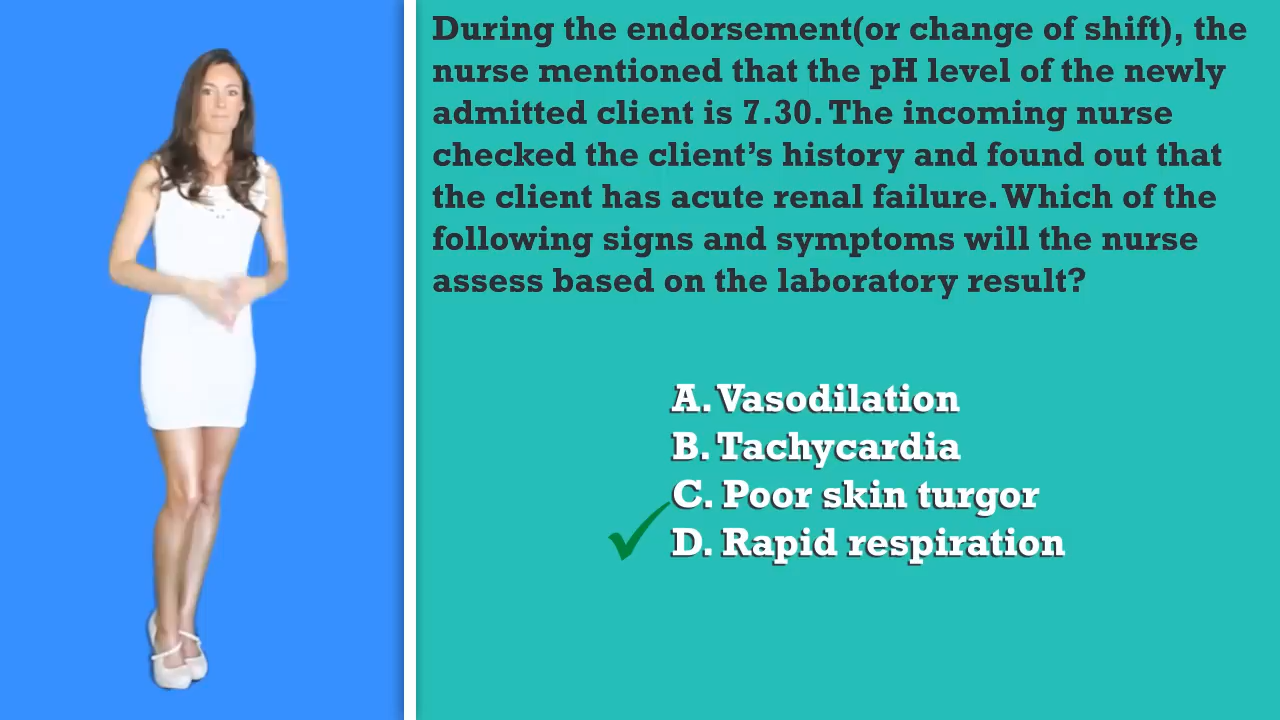 During the endorsement(or change of shift), the
nurse mentioned that the pH level of the newly
admitted client is 7.30. The incoming nurse
checked the client's history and found out that
the client has acute renal failure. Which of the
following signs and symptoms will the nurse
assess based on the laboratory result?
A. Vasodilation
B. Tachycardia
C. Poor skin turgor
D. Rapid respiration